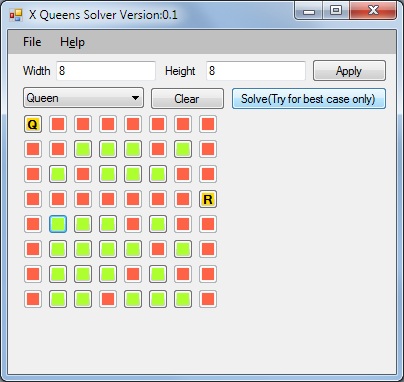 X Queens Solver Version:0.1
File Help
Width 8 Height 8 Apply
Queen Clear Solve(Try for best case only)
Q
R